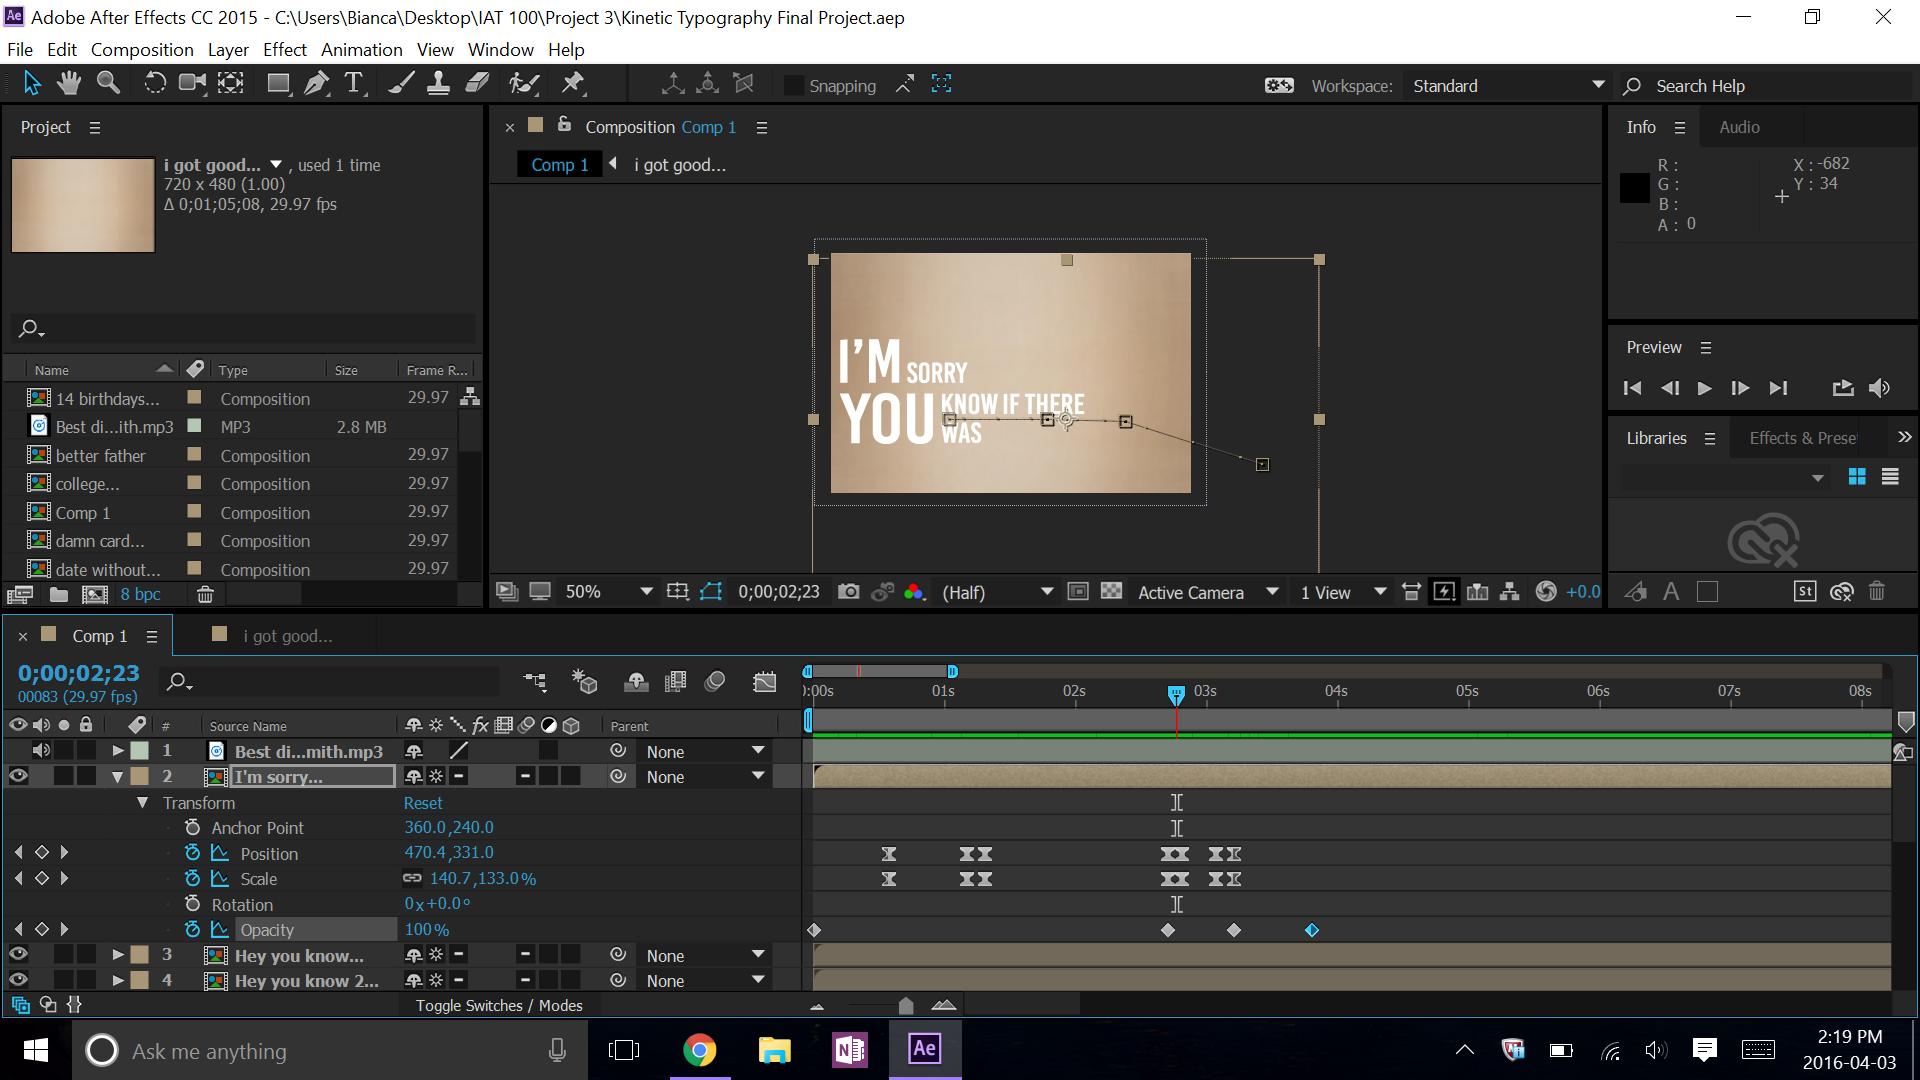 Ae Adobe After Effects CC 2015 - C:\Users\Bianca\Desktop\IAT 100\Project 3\Kinetic Typography Final Project.aep
File Edit Composition Layer Effect Animation View Window Help
T Snapping Workspace: Standard Search Help
Project
i got good... , used 1 time
720 x 480 (1.00)
Δ 0;01;05;08, 29.97 fps
Name Type Size Frame R...
14 birthdays... Composition 29.97
Best di...ith.mp3 MP3 2.8 MB
better father Composition 29.97
college... Composition 29.97
Comp 1 Composition 29.97
damn card... Composition 29.97
date without... Composition 29.97
8 bpc
× Composition Comp 1
Comp 1 i got good...
I'M SORRY
YOU KNOW IF THERE
WAS
50% 0;00;02;23 (Half) Active Camera 1 View +0.0
Info Audio
R : X : -682
G : Y : 34
B :
A : 0
Preview
Libraries Effects & Prese
A St
× Comp 1 i got good...
0;00;02;23
00083 (29.97 fps)
):00s 01s 02s 03s 04s 05s 06s 07s 08s
# Source Name fx Parent
1 Best di...mith.mp3 None
2 I'm sorry... None
Transform Reset
Anchor Point 360.0,240.0
Position 470.4,331.0
Scale 140.7,133.0%
Rotation 0x+0.0°
Opacity 100%
3 Hey you know... None
4 Hey you know 2... None
Toggle Switches / Modes
Ask me anything N Ae 2:19 PM
2016-04-03